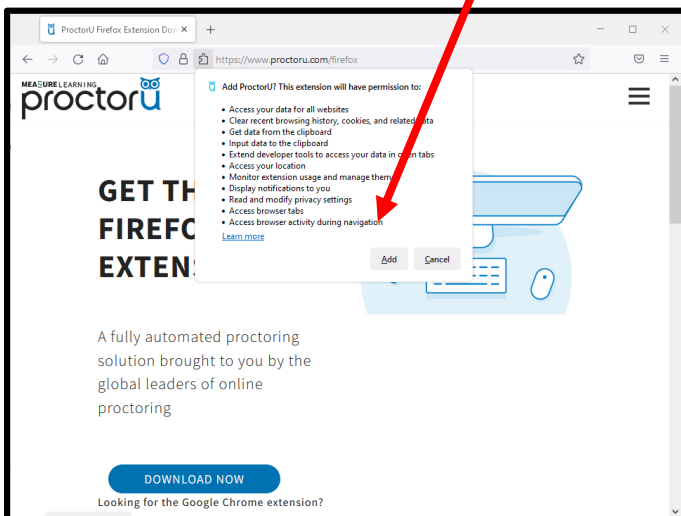 ProctorU Firefox Extension Dow
https://www.proctoru.com/firefox
MEAZURE LEARNING
proctoru
Add ProctorU? This extension will have permission to:
• Access your data for all websites
• Clear recent browsing history, cookies, and related data
• Get data from the clipboard
• Input data to the clipboard
• Extend developer tools to access your data in open tabs
• Access your location
• Monitor extension usage and manage them
• Display notifications to you
• Read and modify privacy settings
• Access browser tabs
• Access browser activity during navigation
Learn more
Add Cancel
GET TH
FIREFO
EXTEN
A fully automated proctoring
solution brought to you by the
global leaders of online
proctoring
DOWNLOAD NOW
Looking for the Google Chrome extension?